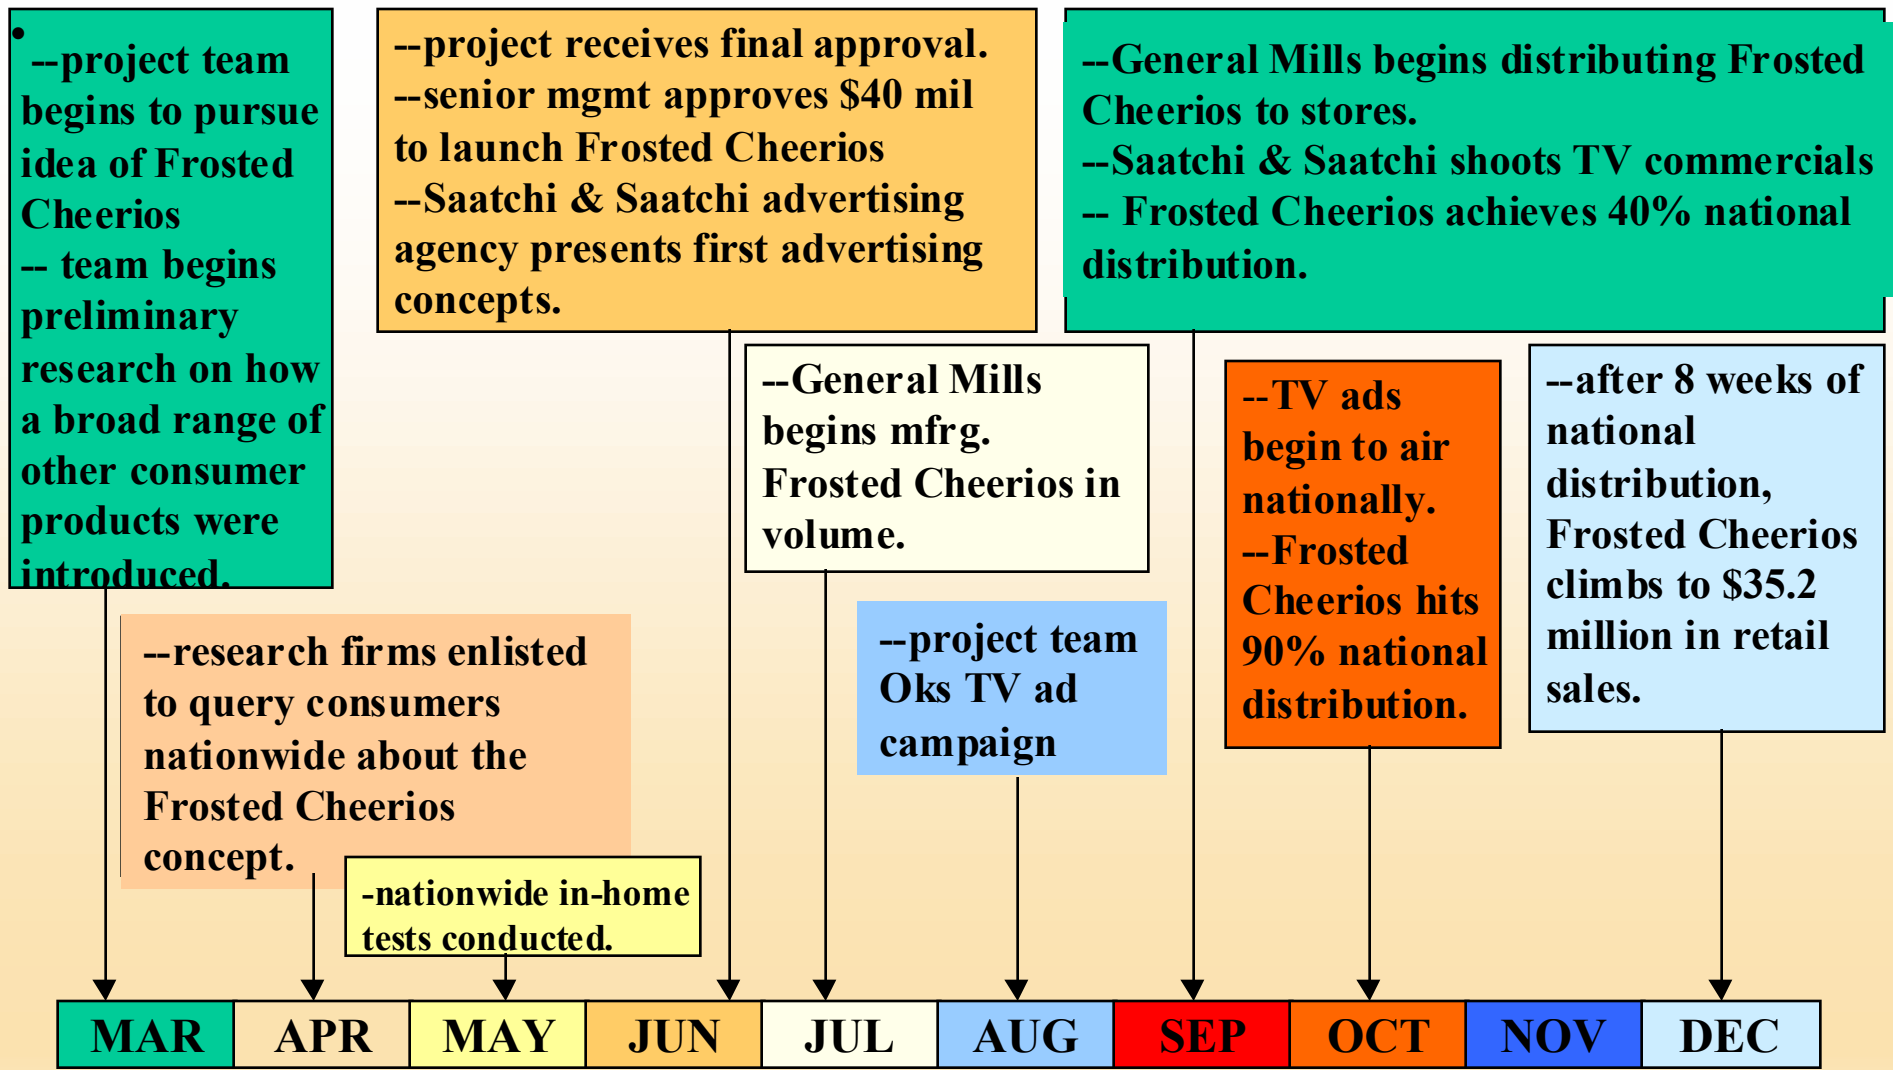 •
--project team
begins to pursue
idea of Frosted
Cheerios
-- team begins
preliminary
research on how
a broad range of
other consumer
products were
introduced.
--project receives final approval.
--senior mgmt approves $40 mil
to launch Frosted Cheerios
--Saatchi & Saatchi advertising
agency presents first advertising
concepts.
--General Mills begins distributing Frosted
Cheerios to stores.
--Saatchi & Saatchi shoots TV commercials
-- Frosted Cheerios achieves 40% national
distribution.
--General Mills
begins mfrg.
Frosted Cheerios in
volume.
--TV ads
begin to air
nationally.
--Frosted
Cheerios hits
90% national
distribution.
--after 8 weeks of
national
distribution,
Frosted Cheerios
climbs to $35.2
million in retail
sales.
--research firms enlisted
to query consumers
nationwide about the
Frosted Cheerios
concept.
--project team
Oks TV ad
campaign
-nationwide in-home
tests conducted.
MAR APR MAY JUN JUL AUG SEP OCT NOV DEC